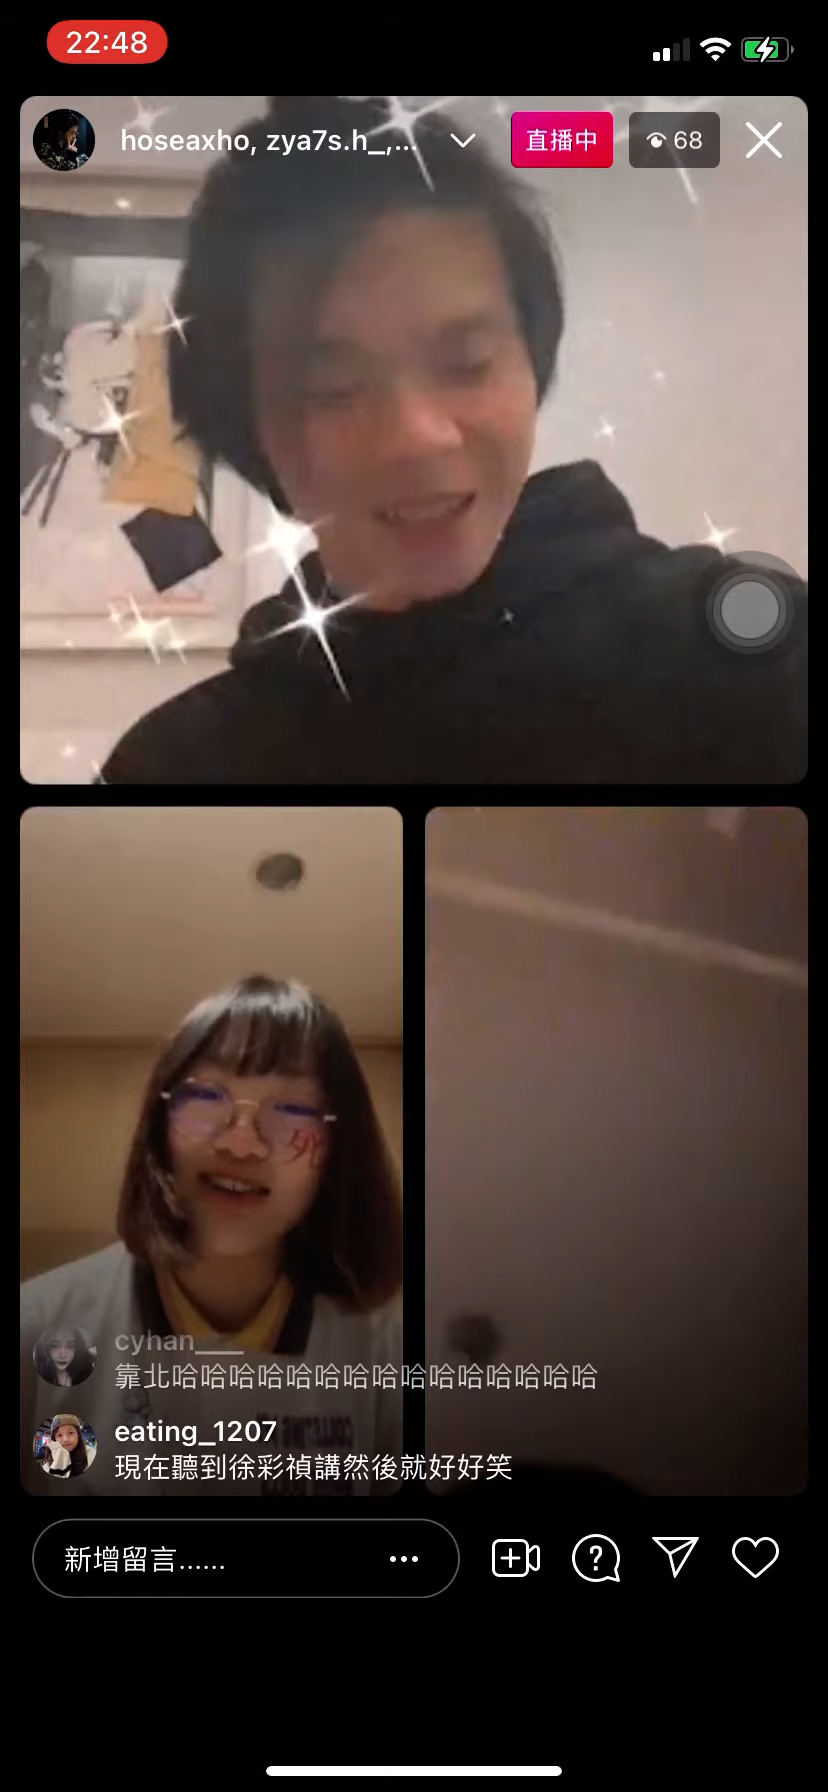 22:48
hoseaxho, zya7s.h_,...
直播中
68
cyhan___
靠北哈哈哈哈哈哈哈哈哈哈哈哈哈哈哈
eating_1207
現在聽到徐彩禎講然後就好好笑
新增留言......